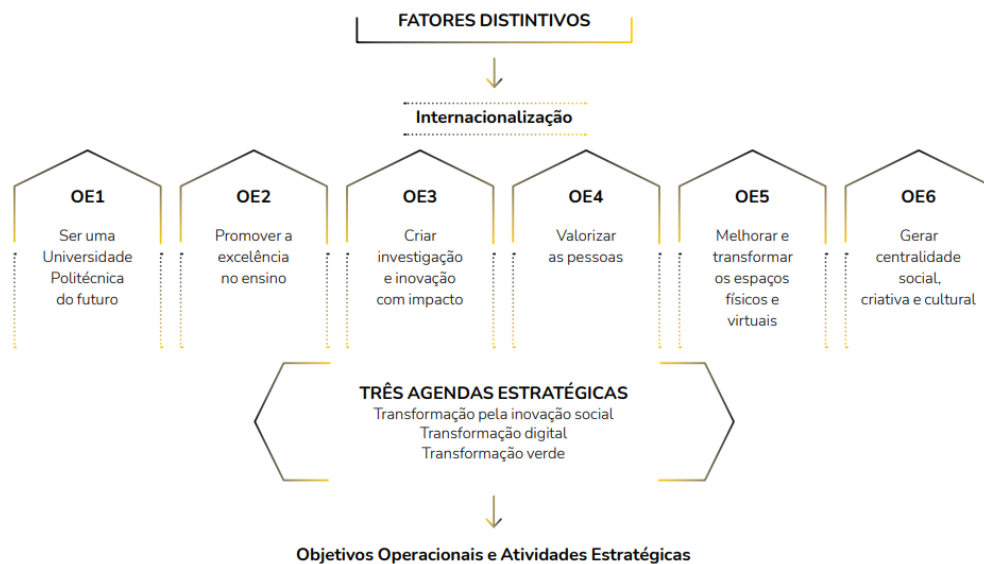 FATORES DISTINTIVOS
Internacionalização
OE1
Ser uma
Universidade
Politécnica
do futuro
OE2
Promover a
excelência
no ensino
OE3
Criar
investigação
e inovação
com impacto
OE4
Valorizar
as pessoas
OE5
Melhorar e
transformar
os espaços
físicos e
virtuais
OE6
Gerar
centralidade
social,
criativa e cultural
TRÊS AGENDAS ESTRATÉGICAS
Transformação pela inovação social
Transformação digital
Transformação verde
Objetivos Operacionais e Atividades Estratégicas